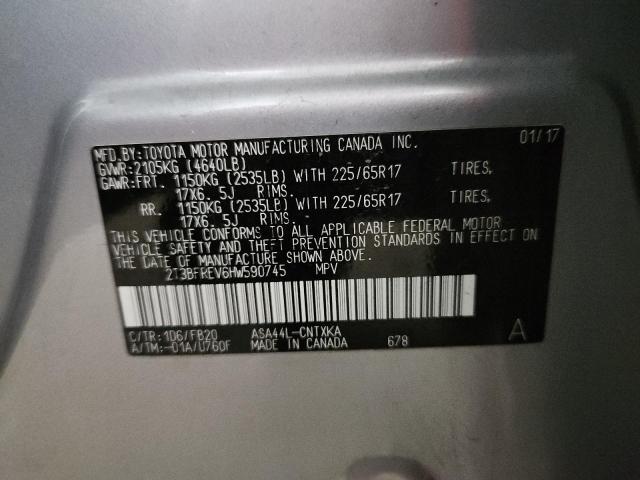 MFD.BY:TOYOTA MOTOR MANUFACTURING CANADA INC. 01/17
GVWR:2105KG (4640LB)
GAWR:FRT. 1150KG (2535LB) WITH 225/65R17 TIRES,
17X6. 5J RIMS.
RR. 1150KG (2535LB) WITH 225/65R17 TIRES,
17X6. 5J RIMS.
THIS VEHICLE CONFORMS TO ALL APPLICABLE FEDERAL MOTOR
VEHICLE SAFETY AND THEFT PREVENTION STANDARDS IN EFFECT ON
THE DATE OF MANUFACTURE SHOWN ABOVE.
2T3BFREV6HW590745 MPV
C/TR:1D6/FB20 ASA44L-CNTXKA
A/TM:-01A/U760F MADE IN CANADA 678 A